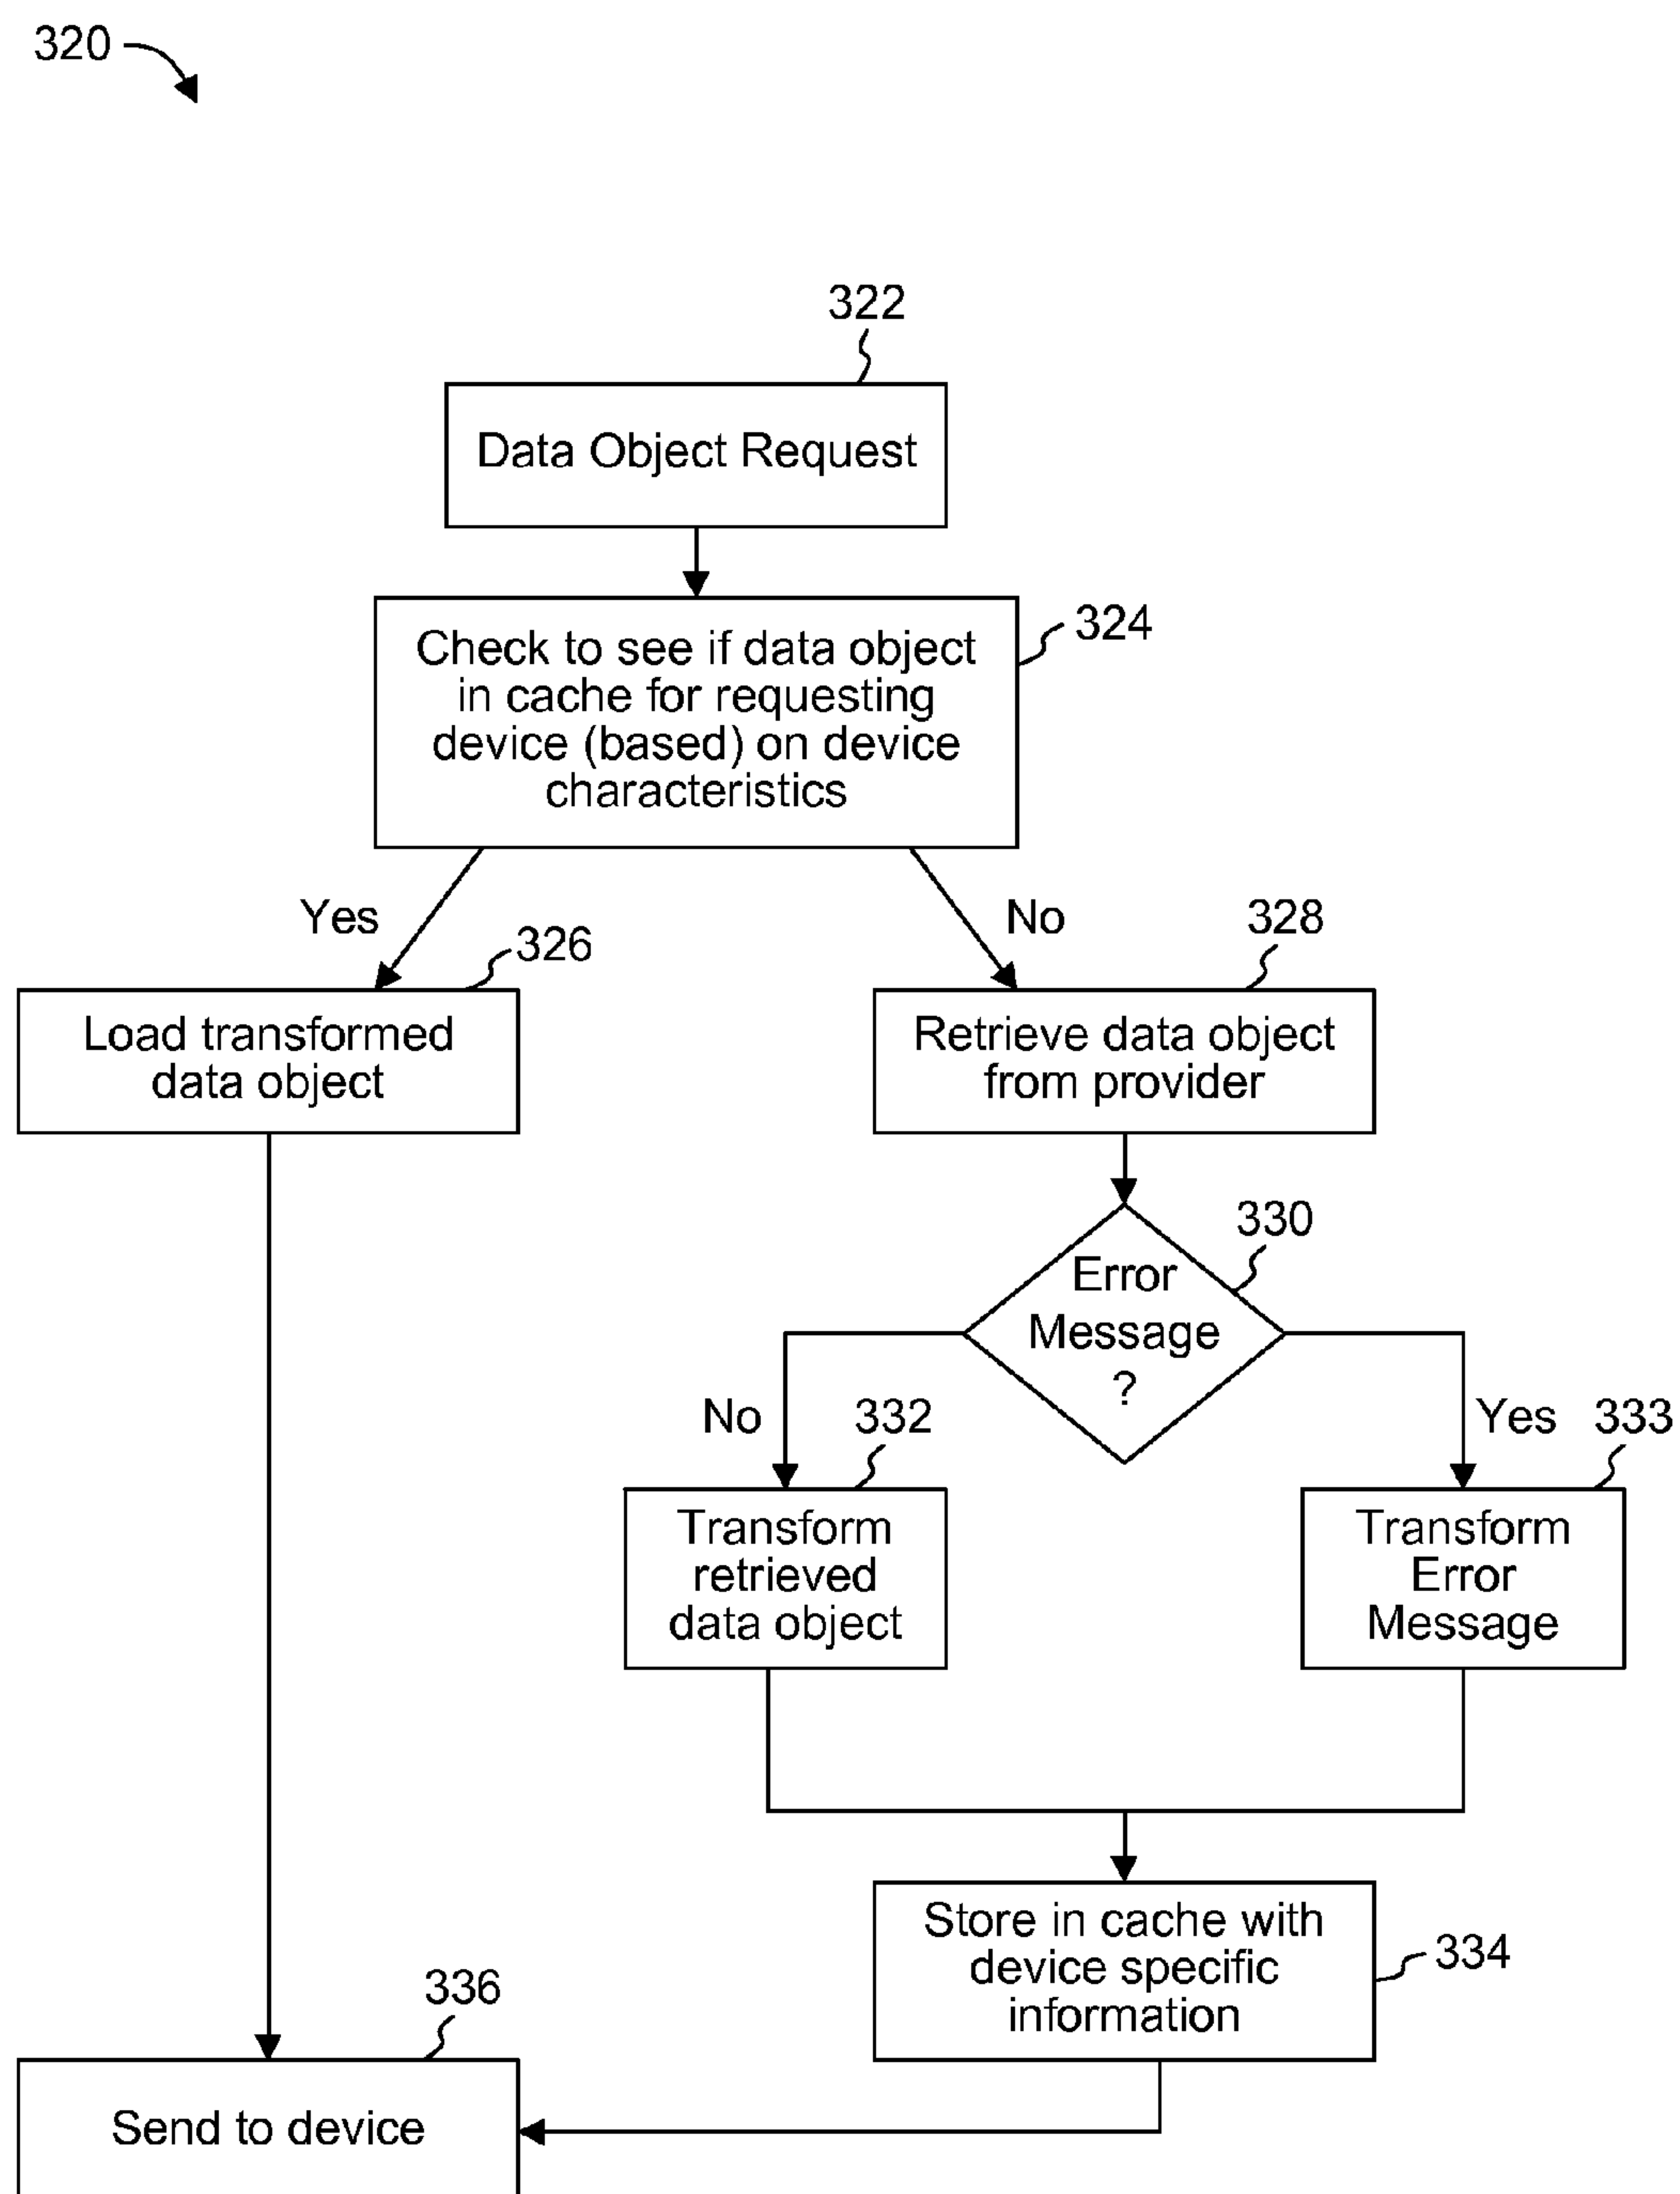 320
322
Data Object Request
324
Check to see if data object
in cache for requesting
device (based) on device
characteristics
Yes
No
326
328
Load transformed
data object
Retrieve data object
from provider
330
Error
Message
?
No
332
Yes
333
Transform
retrieved
data object
Transform
Error
Message
Store in cache with
device specific
information
334
336
Send to device